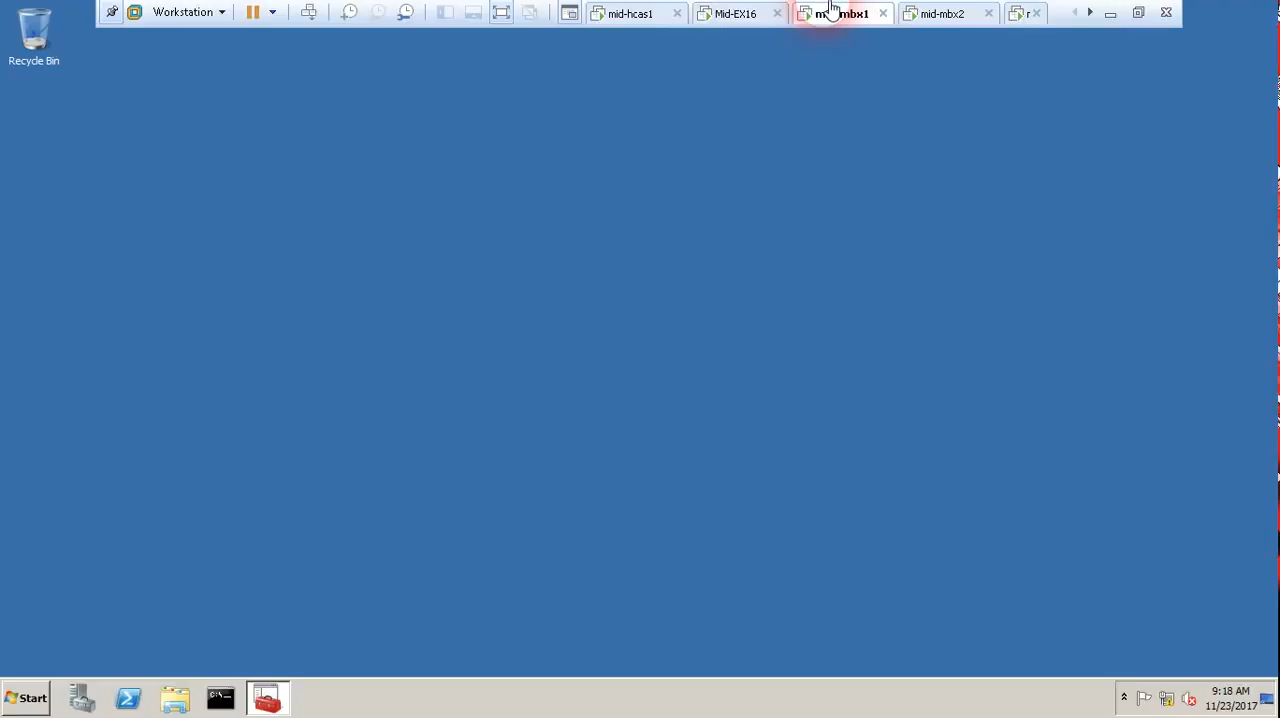 Workstation
mid-hcas1
Mid-EX16
mbx1
mid-mbx2
Recycle Bin
C:\_
Start
9:18 AM
11/23/2017